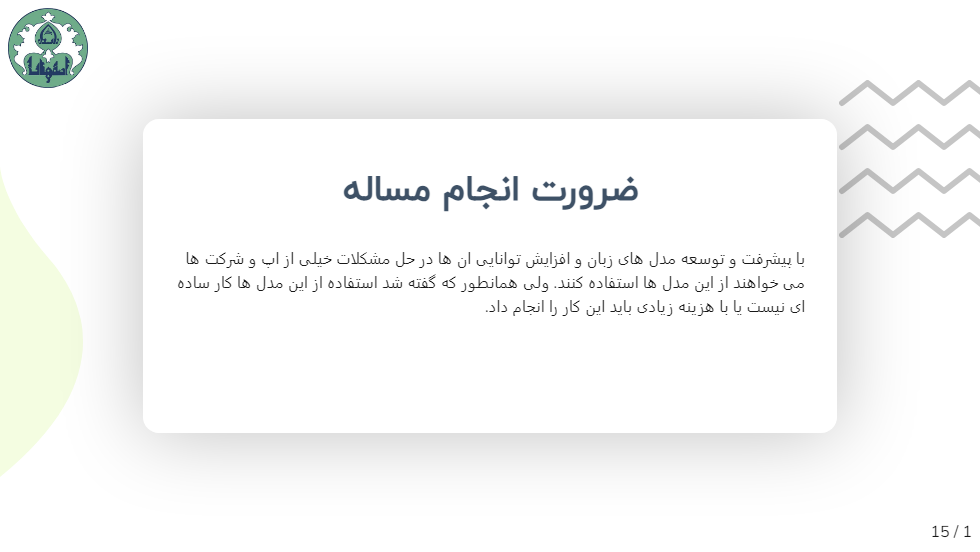 ضرورت انجام مساله
با پیشرفت و توسعه مدل های زبان و افزایش توانایی ان ها در حل مشکلات خیلی از اپ و شرکت ها
می خواهند از این مدل ها استفاده کنند. ولی همانطور که گفته شد استفاده از این مدل ها کار ساده
ای نیست یا با هزینه زیادی باید این کار را انجام داد.
15 / 1